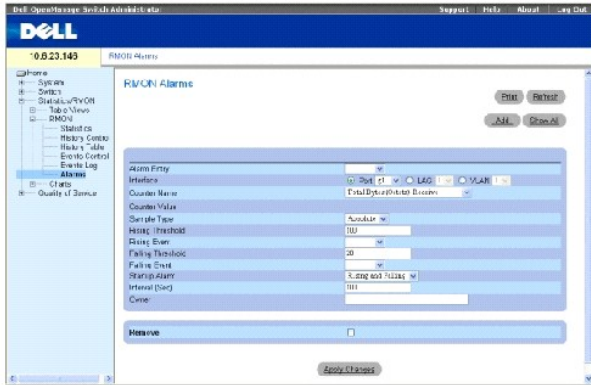 Dell OpenManage Switch Administrator
Support Help About Log Out
DELL
10.6.23.146
RMON Alarms
Home
System
Switch
Statistics/RMON
Table Views
RMON
Statistics
History Control
History Table
Events Control
Events Log
Alarms
Charts
Quality of Service
RMON Alarms
Print Refresh
Add Show All
Alarm Entry
Interface Port g1 LAG 1 VLAN 1
Counter Name Total Bytes (Octets) Receive
Counter Value
Sample Type Absolute
Rising Threshold 100
Rising Event
Falling Threshold 20
Falling Event
Startup Alarm Rising and Falling
Interval (Sec) 100
Owner
Remove
Apply Changes